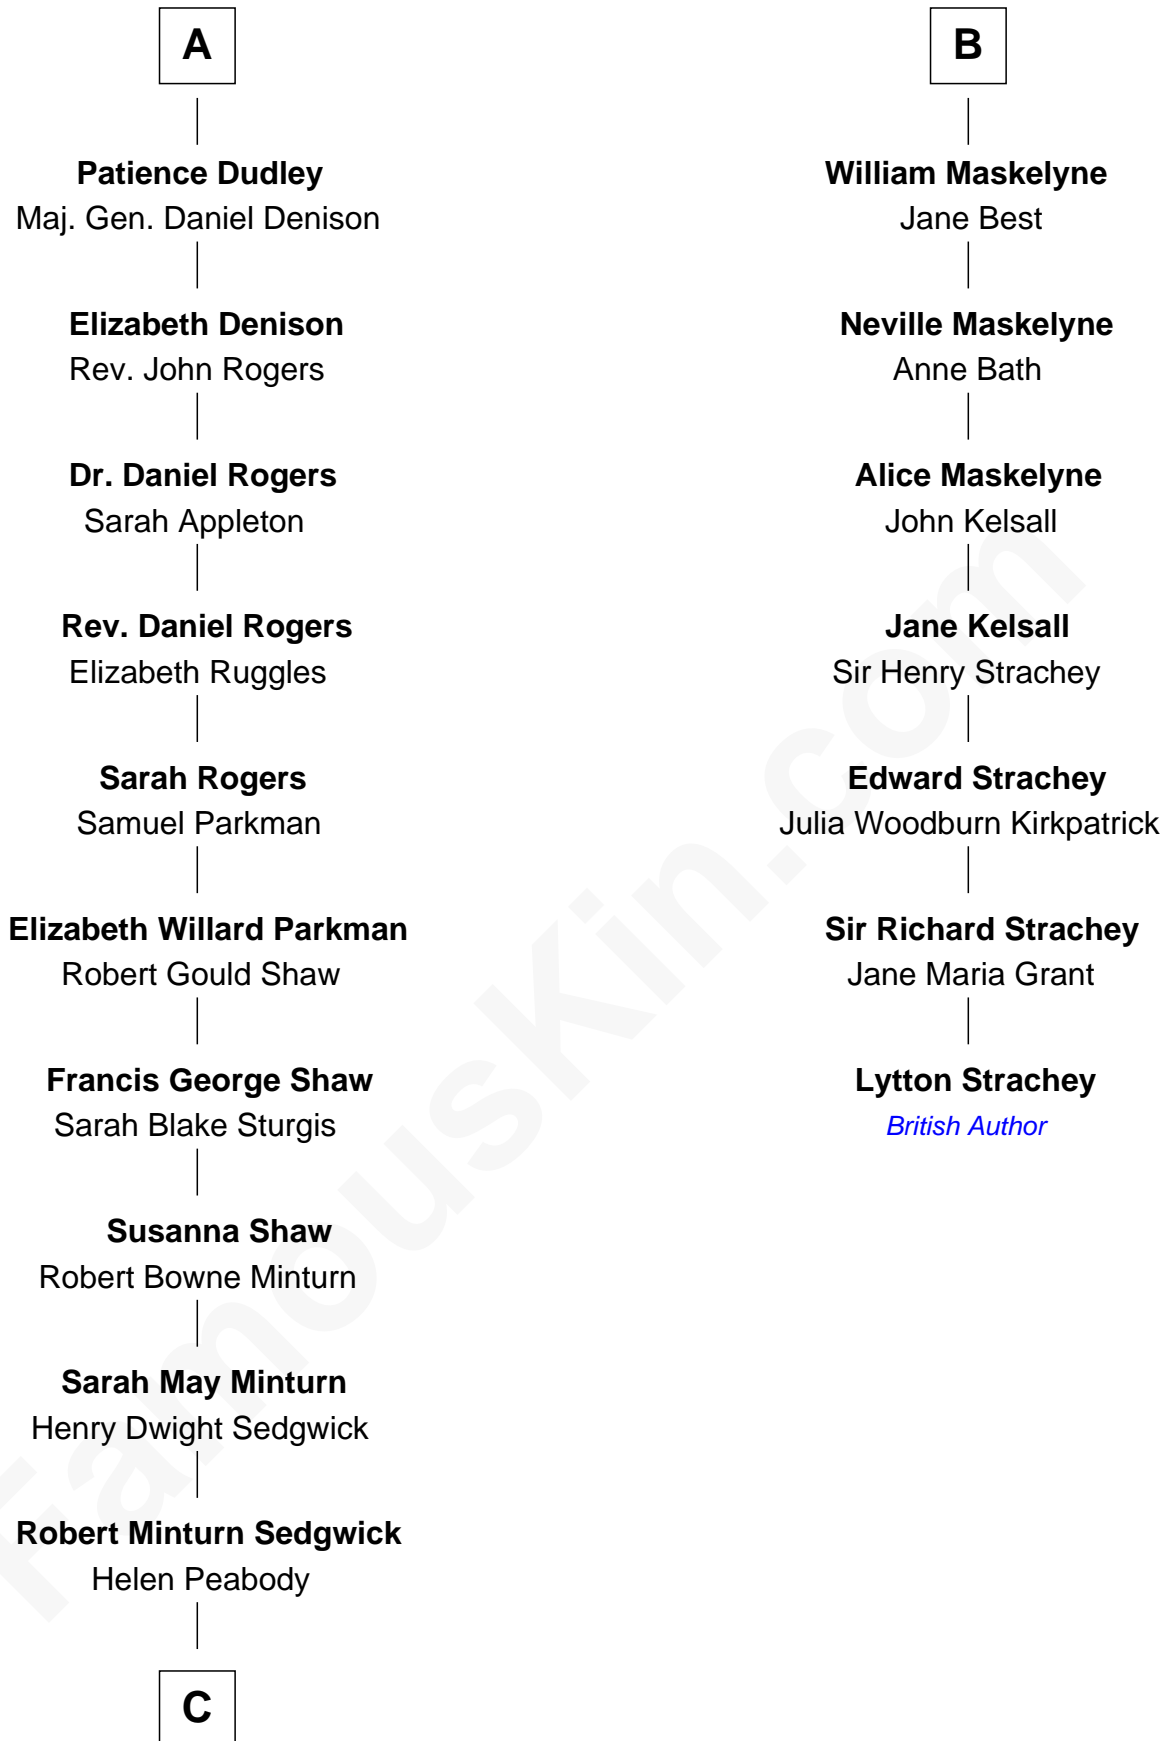 A
Patience Dudley
Maj. Gen. Daniel Denison
Elizabeth Denison
Rev. John Rogers
Dr. Daniel Rogers
Sarah Appleton
Rev. Daniel Rogers
Elizabeth Ruggles
Sarah Rogers
Samuel Parkman
Elizabeth Willard Parkman
Robert Gould Shaw
Francis George Shaw
Sarah Blake Sturgis
Susanna Shaw
Robert Bowne Minturn
Sarah May Minturn
Henry Dwight Sedgwick
Robert Minturn Sedgwick
Helen Peabody
C
B
William Maskelyne
Jane Best
Neville Maskelyne
Anne Bath
Alice Maskelyne
John Kelsall
Jane Kelsall
Sir Henry Strachey
Edward Strachey
Julia Woodburn Kirkpatrick
Sir Richard Strachey
Jane Maria Grant
Lytton Strachey
British Author
FamousKin.com